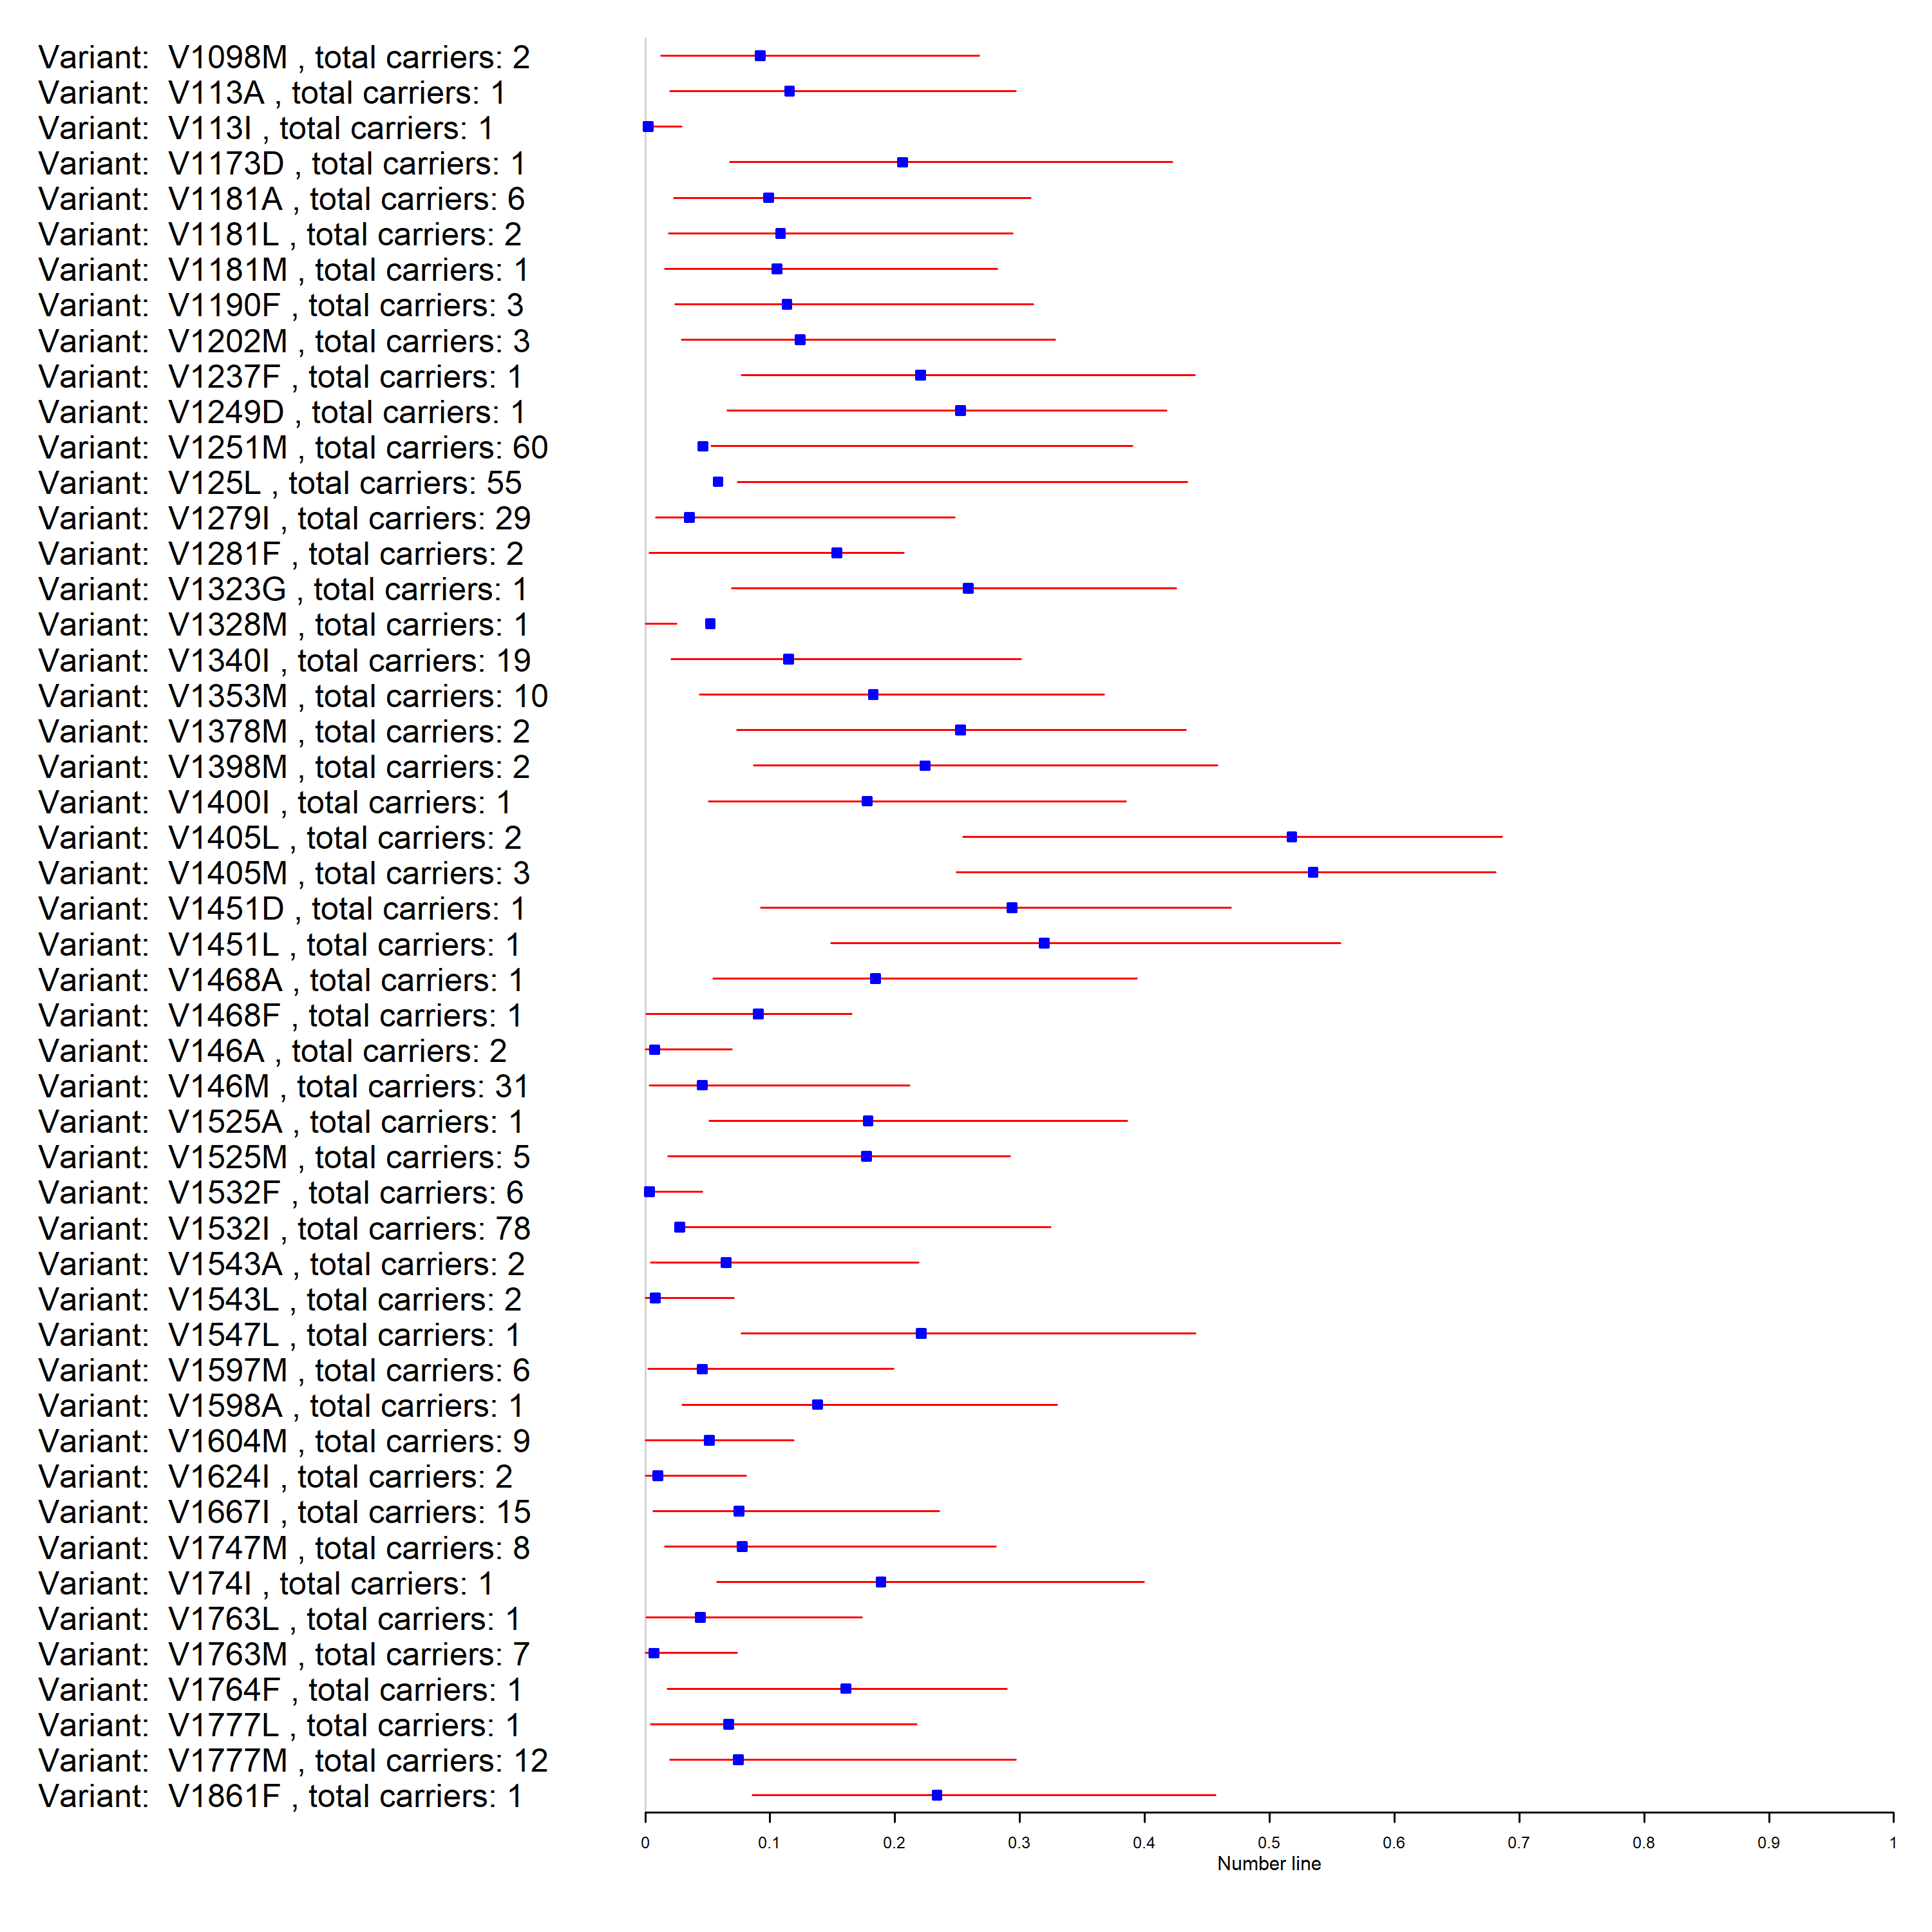 Variant: V1098M , total carriers: 2
Variant: V113A , total carriers: 1
Variant: V113I , total carriers: 1
Variant: V1173D , total carriers: 1
Variant: V1181A , total carriers: 6
Variant: V1181L , total carriers: 2
Variant: V1181M , total carriers: 1
Variant: V1190F , total carriers: 3
Variant: V1202M , total carriers: 3
Variant: V1237F , total carriers: 1
Variant: V1249D , total carriers: 1
Variant: V1251M , total carriers: 60
Variant: V125L , total carriers: 55
Variant: V1279I , total carriers: 29
Variant: V1281F , total carriers: 2
Variant: V1323G , total carriers: 1
Variant: V1328M , total carriers: 1
Variant: V1340I , total carriers: 19
Variant: V1353M , total carriers: 10
Variant: V1378M , total carriers: 2
Variant: V1398M , total carriers: 2
Variant: V1400I , total carriers: 1
Variant: V1405L , total carriers: 2
Variant: V1405M , total carriers: 3
Variant: V1451D , total carriers: 1
Variant: V1451L , total carriers: 1
Variant: V1468A , total carriers: 1
Variant: V1468F , total carriers: 1
Variant: V146A , total carriers: 2
Variant: V146M , total carriers: 31
Variant: V1525A , total carriers: 1
Variant: V1525M , total carriers: 5
Variant: V1532F , total carriers: 6
Variant: V1532I , total carriers: 78
Variant: V1543A , total carriers: 2
Variant: V1543L , total carriers: 2
Variant: V1547L , total carriers: 1
Variant: V1597M , total carriers: 6
Variant: V1598A , total carriers: 1
Variant: V1604M , total carriers: 9
Variant: V1624I , total carriers: 2
Variant: V1667I , total carriers: 15
Variant: V1747M , total carriers: 8
Variant: V174I , total carriers: 1
Variant: V1763L , total carriers: 1
Variant: V1763M , total carriers: 7
Variant: V1764F , total carriers: 1
Variant: V1777L , total carriers: 1
Variant: V1777M , total carriers: 12
Variant: V1861F , total carriers: 1
0 0.1 0.2 0.3 0.4 0.5 0.6 0.7 0.8 0.9 1
Number line